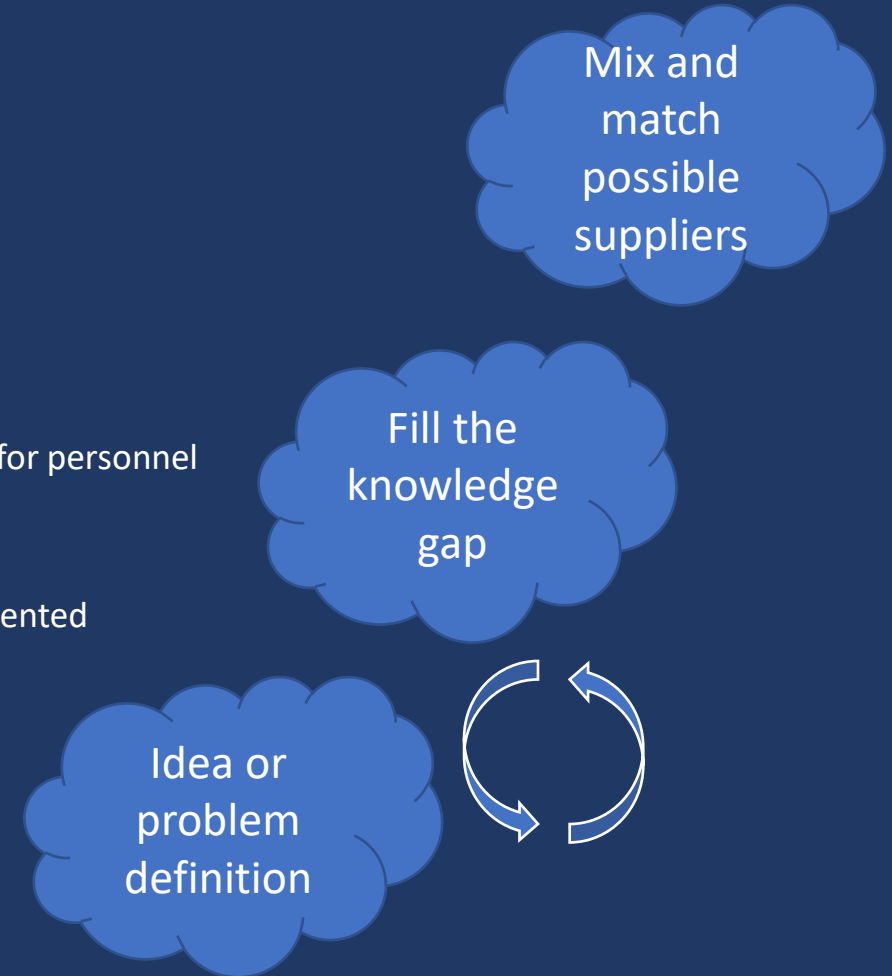 Mix and
match
possible
suppliers
Fill the
knowledge
gap
for personnel
ented
Idea or
problem
definition